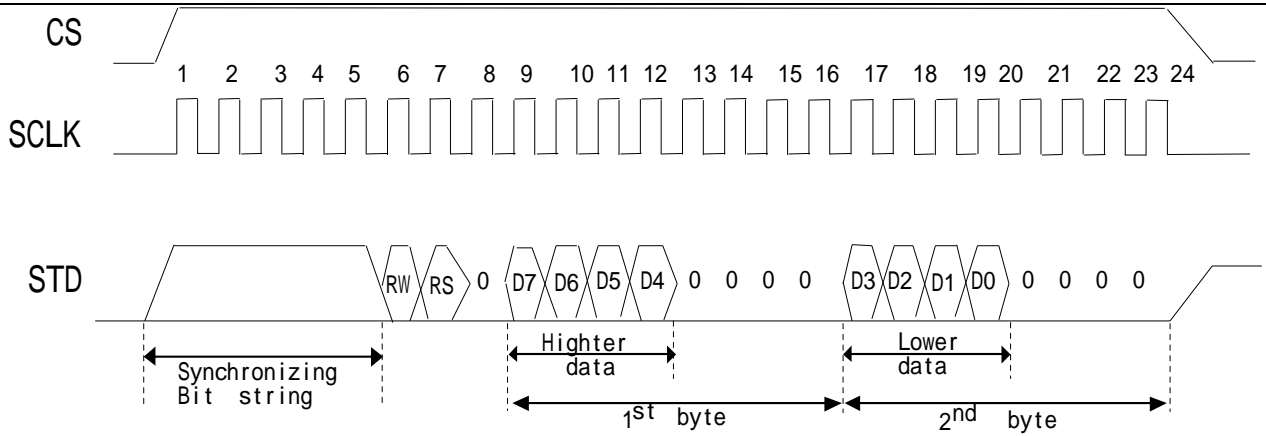 CS
1 2 3 4 5 6 7 8 9 10 11 12 13 14 15 16 17 18 19 20 21 22 23 24
SCLK
STD RW RS 0 D7 D6 D5 D4 0 0 0 0 D3 D2 D1 D0 0 0 0 0
Highter
data
Lower
data
Synchronizing
Bit string
1st byte
2nd byte